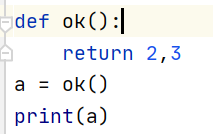 def ok():
    return 2,3
a = ok()
print(a)